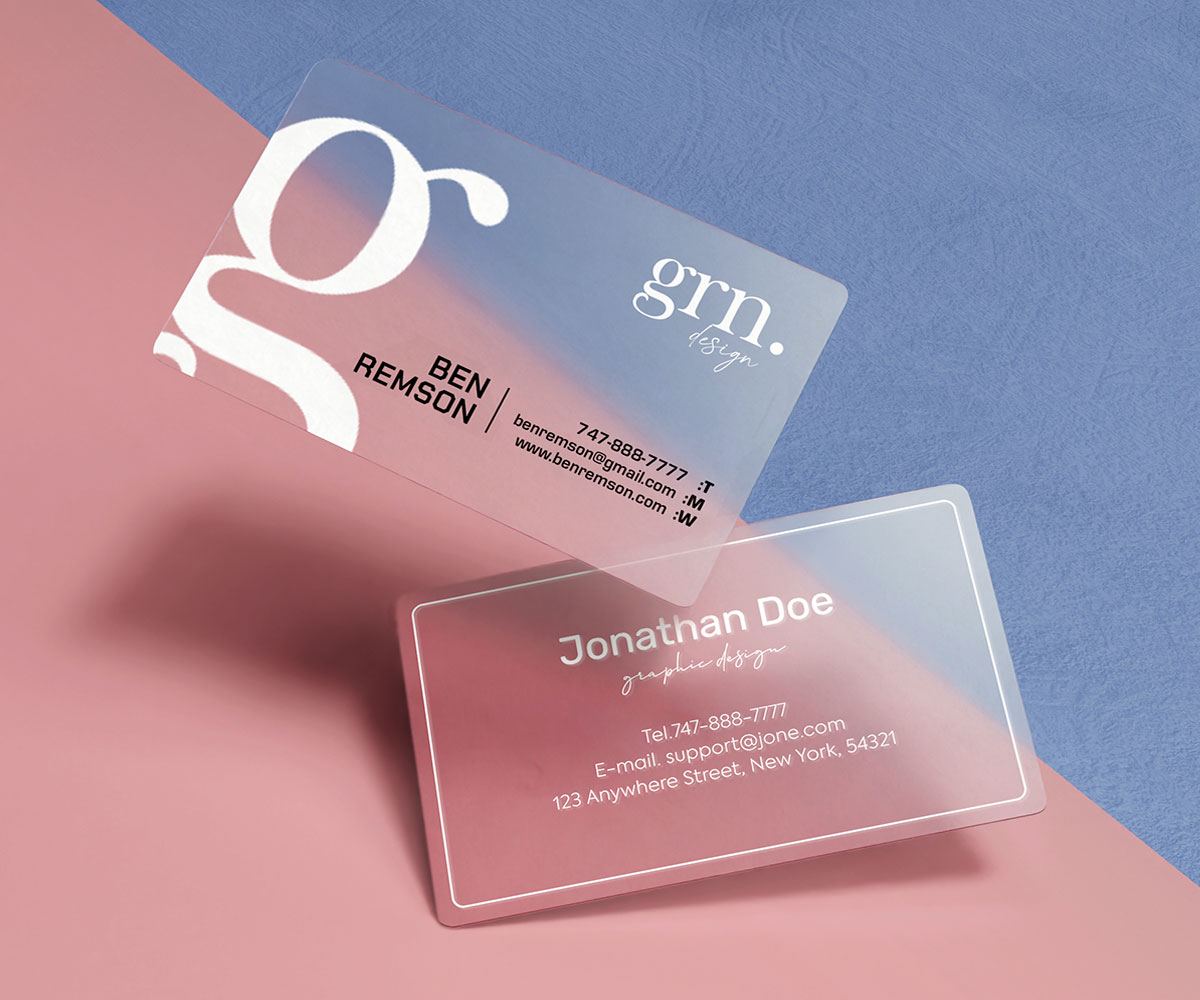 g
grn.
design
BEN
REMSON
747-888-7777 :T
benremson@gmail.com :M
www.benremson.com :W
Jonathan Doe
graphic design
Tel.747-888-7777
E-mail. support@jone.com
123 Anywhere Street, New York, 54321